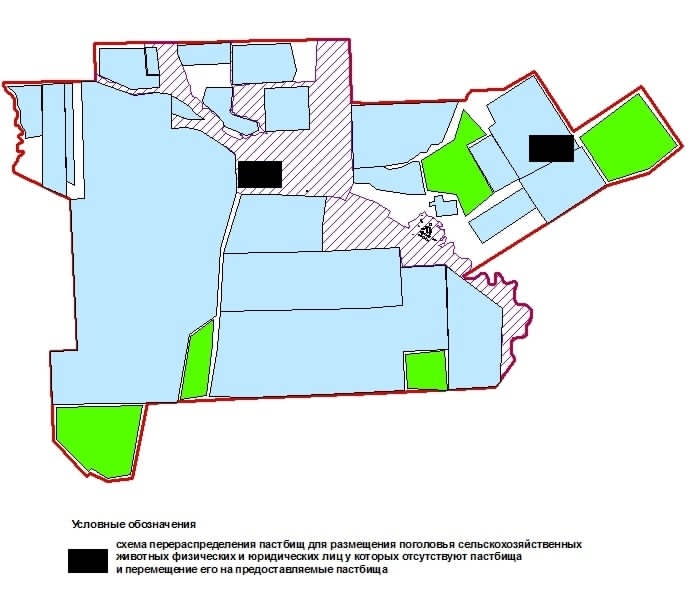 Условные обозначения
схема перераспределения пастбищ для размещения поголовья сельскохозяйственных
животных физических и юридических лиц у которых отсутствуют пастбища
и перемещение его на предоставляемые пастбища